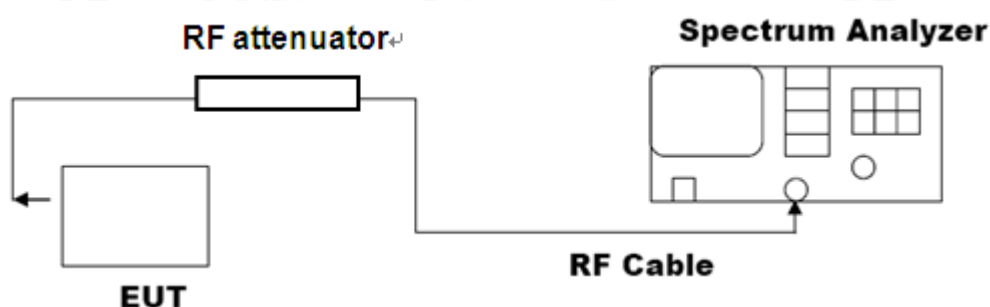 RF attenuator↵
Spectrum Analyzer
RF Cable
EUT